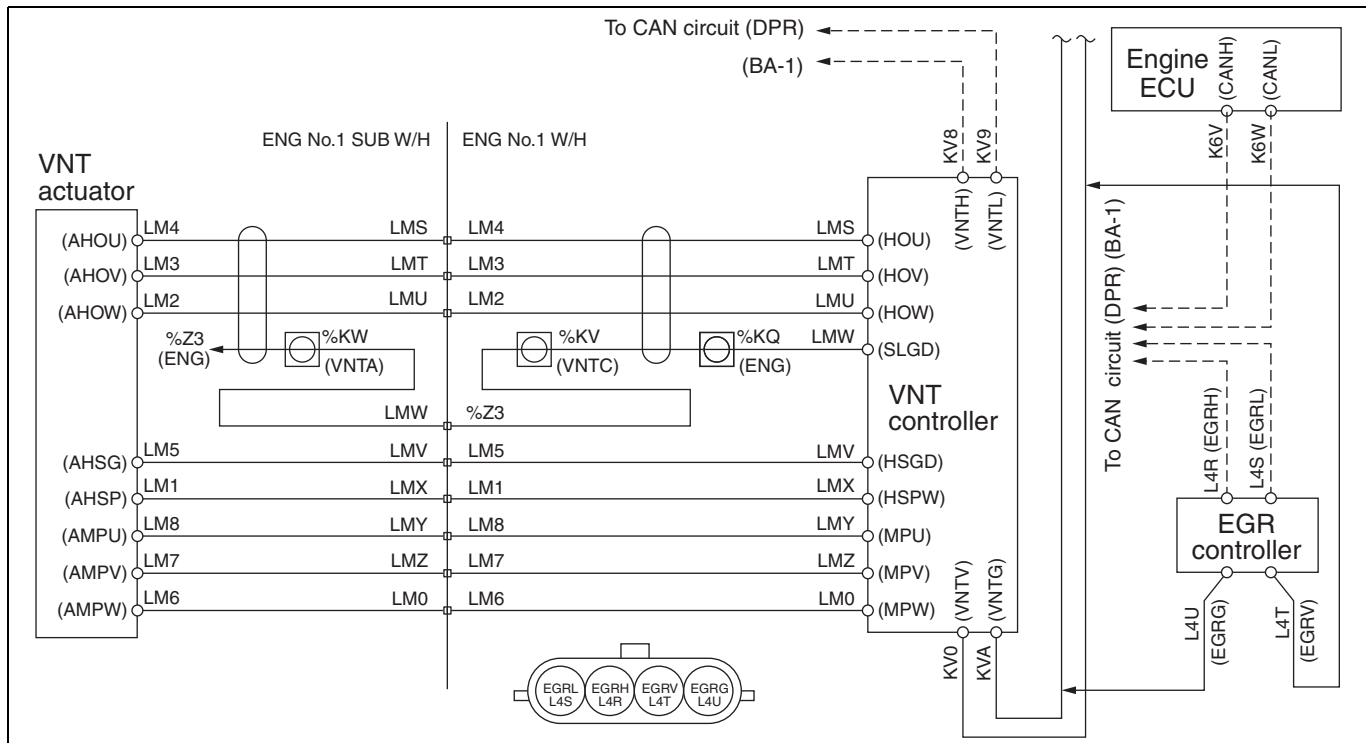 To CAN circuit (DPR)
(BA-1)
Engine
ECU
(CANH)
(CANL)
K6V
K6W
ENG No.1 SUB W/H
ENG No.1 W/H
KV8
KV9
(VNTH)
(VNTL)
VNT
actuator
(AHOU) LM4 LMS LM4 LMS (HOU)
(AHOV) LM3 LMT LM3 LMT (HOV)
(AHOW) LM2 LMU LM2 LMU (HOW)
%Z3 %KW %KV %KQ LMW (SLGD)
(ENG) (VNTA) (VNTC) (ENG)
LMW %Z3
VNT
controller
(AHSG) LM5 LMV LM5 LMV (HSGD)
(AHSP) LM1 LMX LM1 LMX (HSPW)
(AMPU) LM8 LMY LM8 LMY (MPU)
(AMPV) LM7 LMZ LM7 LMZ (MPV)
(AMPW) LM6 LM0 LM6 LM0 (MPW)
(VNTV)
(VNTG)
KV0
KVA
To CAN circuit (DPR) (BA-1)
L4R (EGRH)
L4S (EGRL)
EGR
controller
L4U
(EGRG)
L4T
(EGRV)
EGRL EGRH EGRV EGRG
L4S L4R L4T L4U